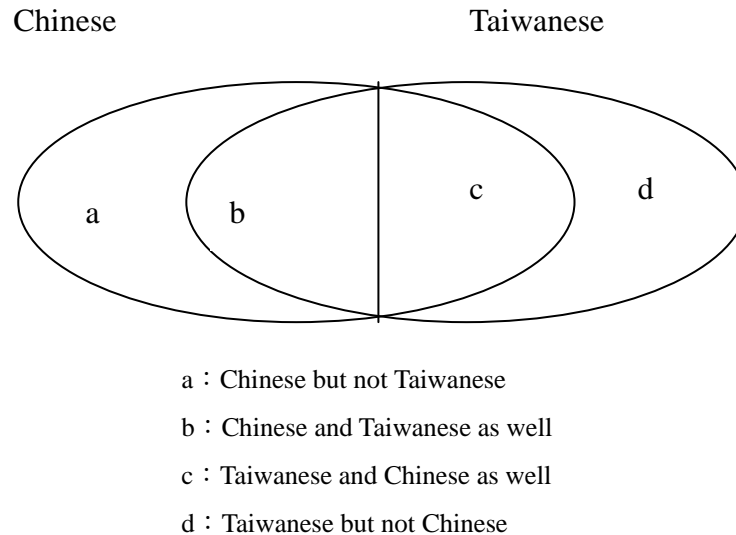 Chinese Taiwanese
a b c d
a：Chinese but not Taiwanese
b：Chinese and Taiwanese as well
c：Taiwanese and Chinese as well
d：Taiwanese but not Chinese